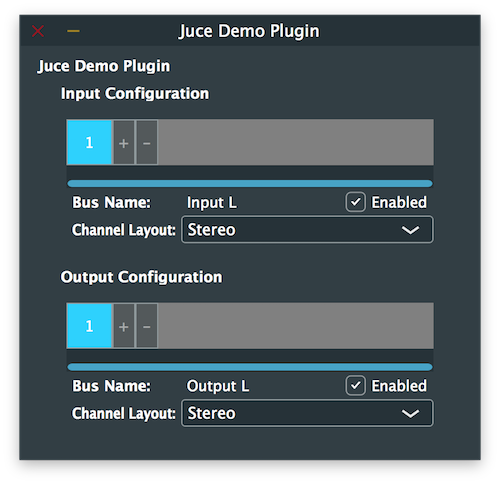 Juce Demo Plugin
Juce Demo Plugin
Input Configuration
1 + -
Bus Name: Input L Enabled
Channel Layout: Stereo
Output Configuration
1 + -
Bus Name: Output L Enabled
Channel Layout: Stereo